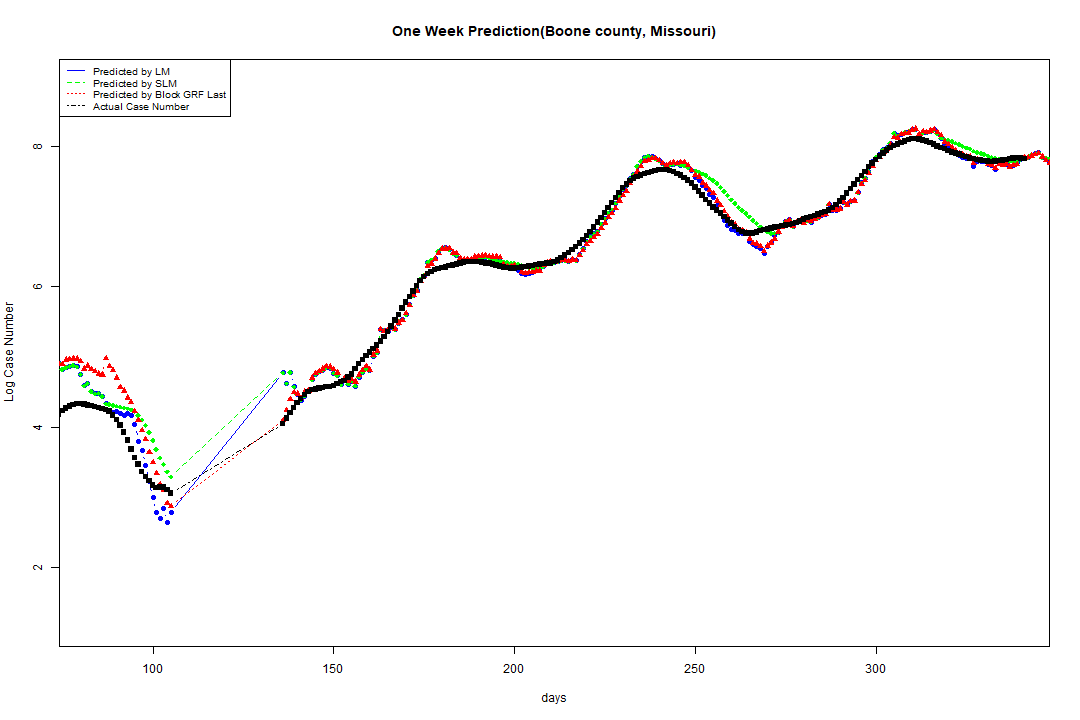 One Week Prediction(Boone county, Missouri)
Predicted by LM
Predicted by SLM
Predicted by Block GRF Last
Actual Case Number
8
6
4
2
Log Case Number
100
150
200
250
300
days